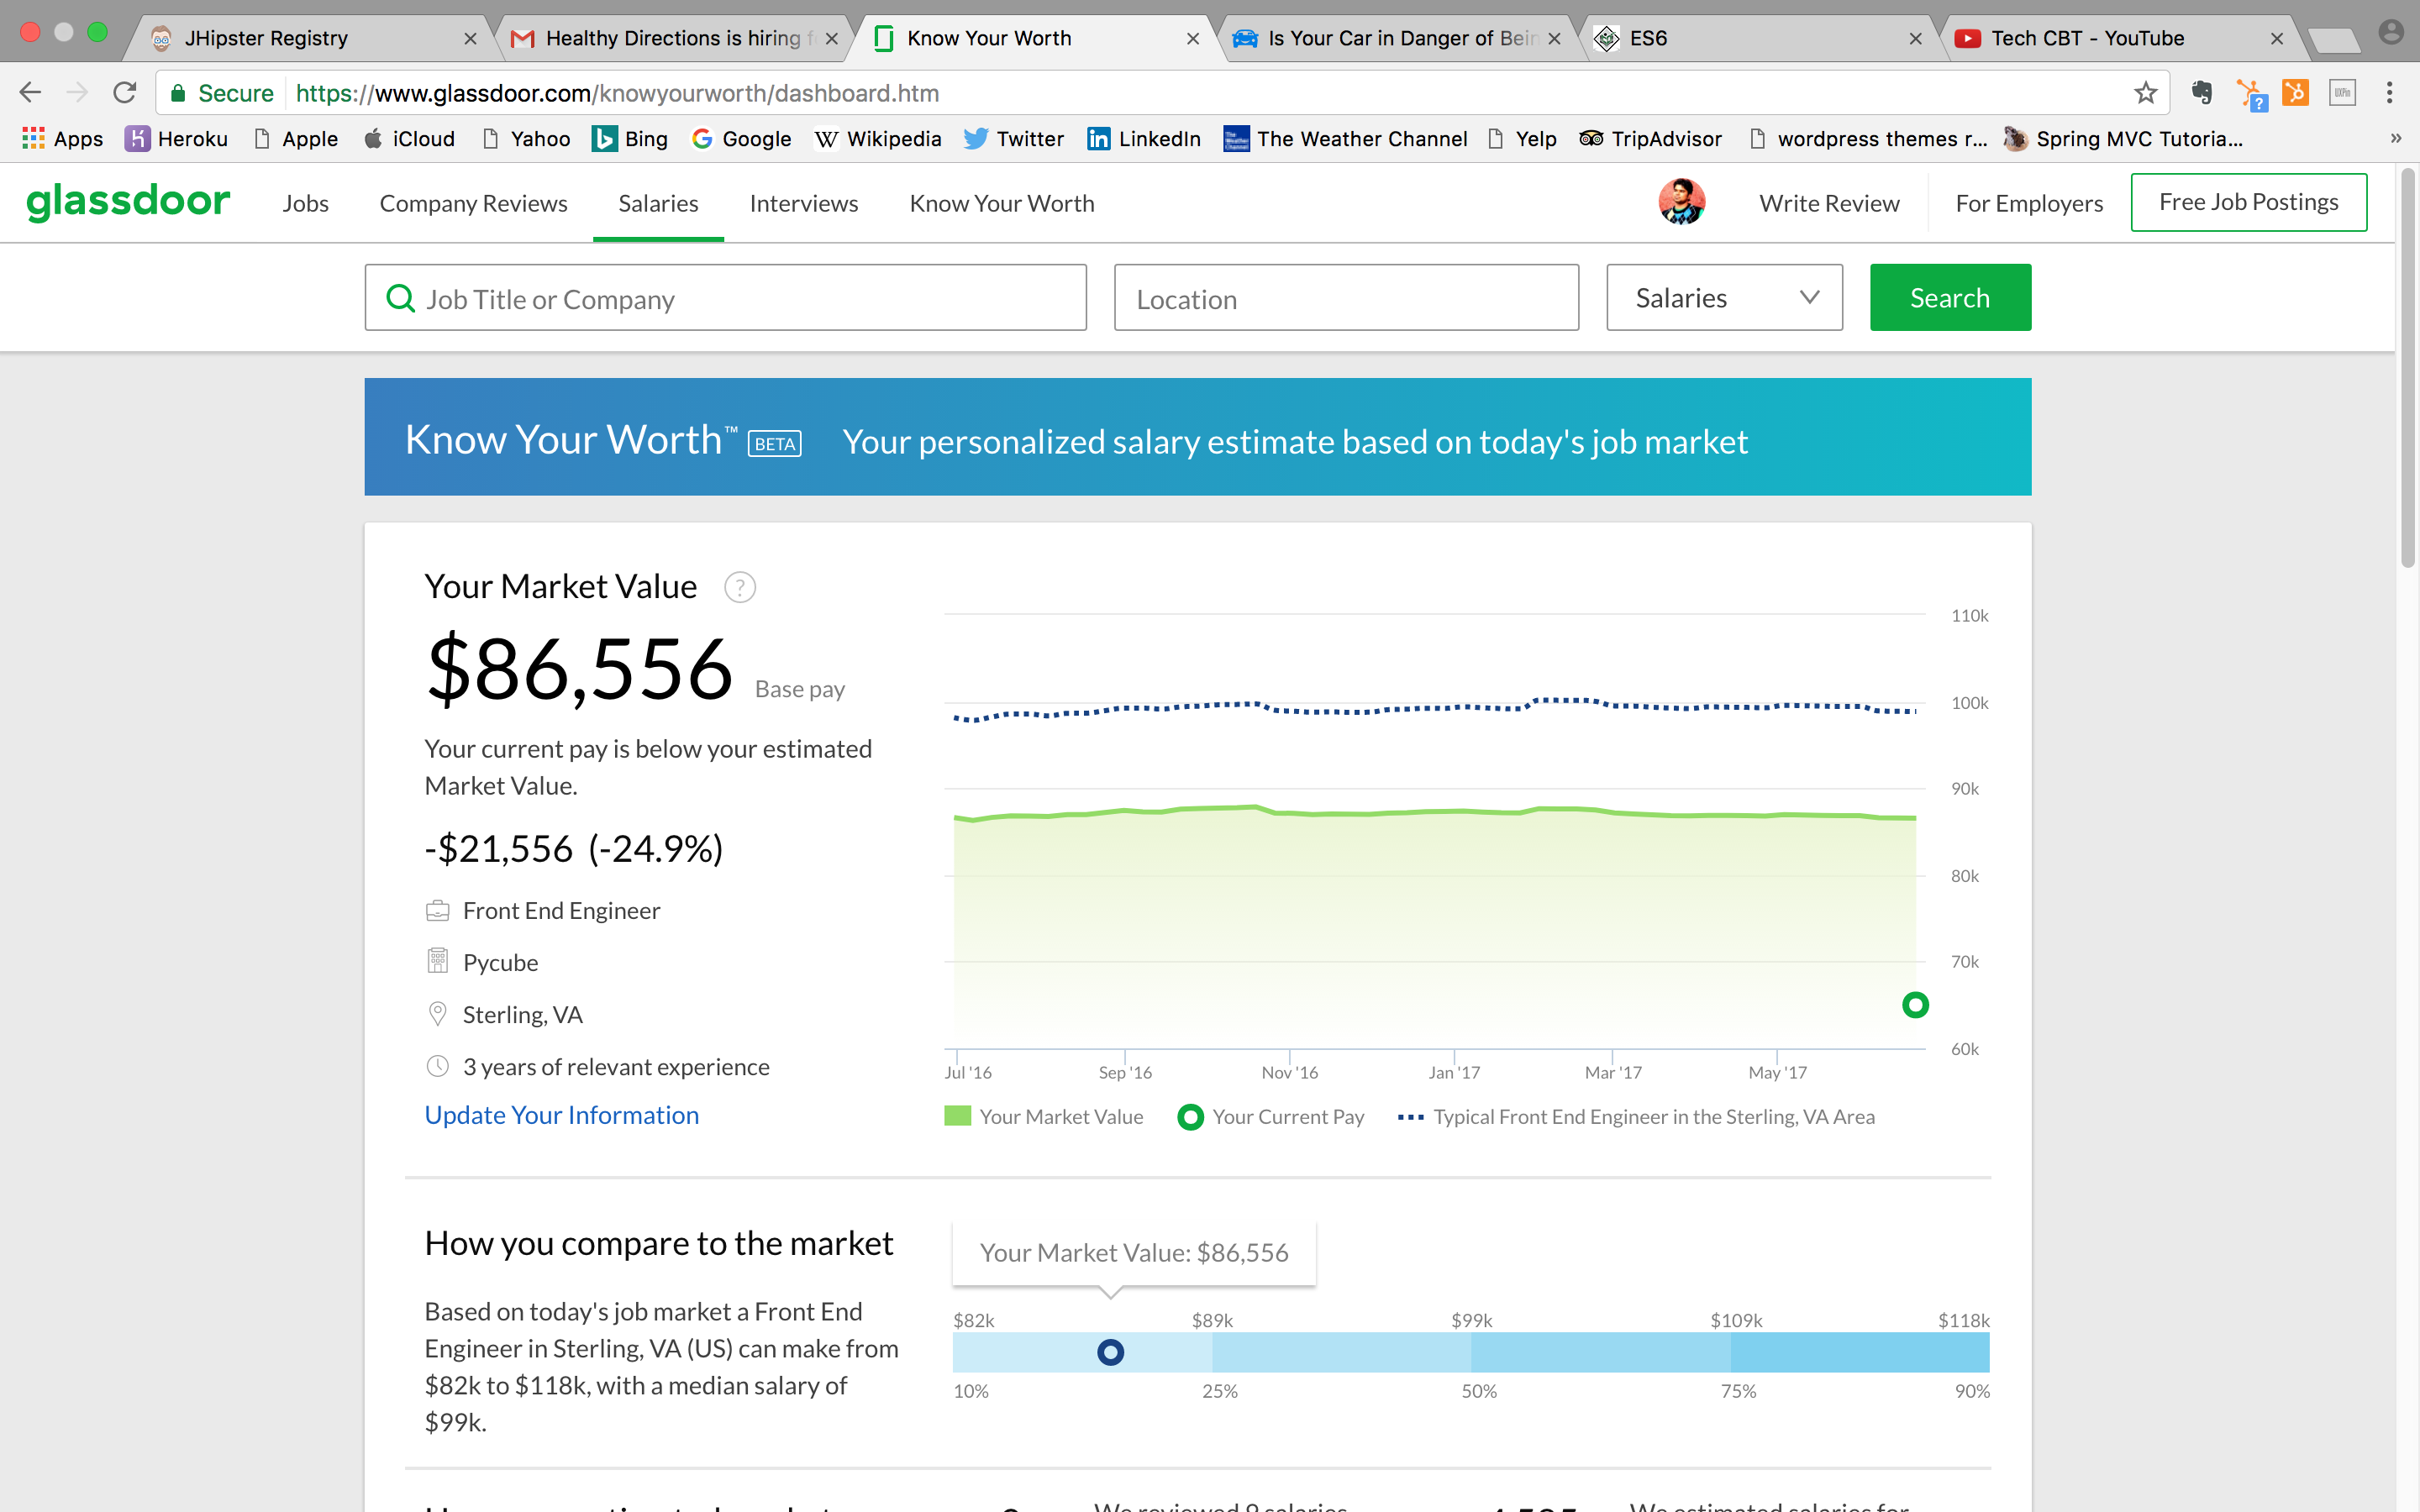 JHipster Registry
Healthy Directions is hiring f
Know Your Worth
Is Your Car in Danger of Bein
ES6
Tech CBT - YouTube
Secure https://www.glassdoor.com/knowyourworth/dashboard.htm
Apps Heroku Apple iCloud Yahoo Bing Google Wikipedia Twitter LinkedIn The Weather Channel Yelp TripAdvisor wordpress themes r... Spring MVC Tutoria... »
glassdoor Jobs Company Reviews Salaries Interviews Know Your Worth Write Review For Employers Free Job Postings
Job Title or Company Location Salaries Search
Know Your Worth™ BETA Your personalized salary estimate based on today's job market
Your Market Value ?
$86,556 Base pay
Your current pay is below your estimated
Market Value.
-$21,556 (-24.9%)
Front End Engineer
Pycube
Sterling, VA
3 years of relevant experience
Update Your Information
110k
100k
90k
80k
70k
60k
Jul '16 Sep '16 Nov '16 Jan '17 Mar '17 May '17
Your Market Value Your Current Pay Typical Front End Engineer in the Sterling, VA Area
How you compare to the market
Based on today's job market a Front End
Engineer in Sterling, VA (US) can make from
$82k to $118k, with a median salary of
$99k.
Your Market Value: $86,556
$82k $89k $99k $109k $118k
10% 25% 50% 75% 90%
We reviewed 9 salaries
We estimated salaries for